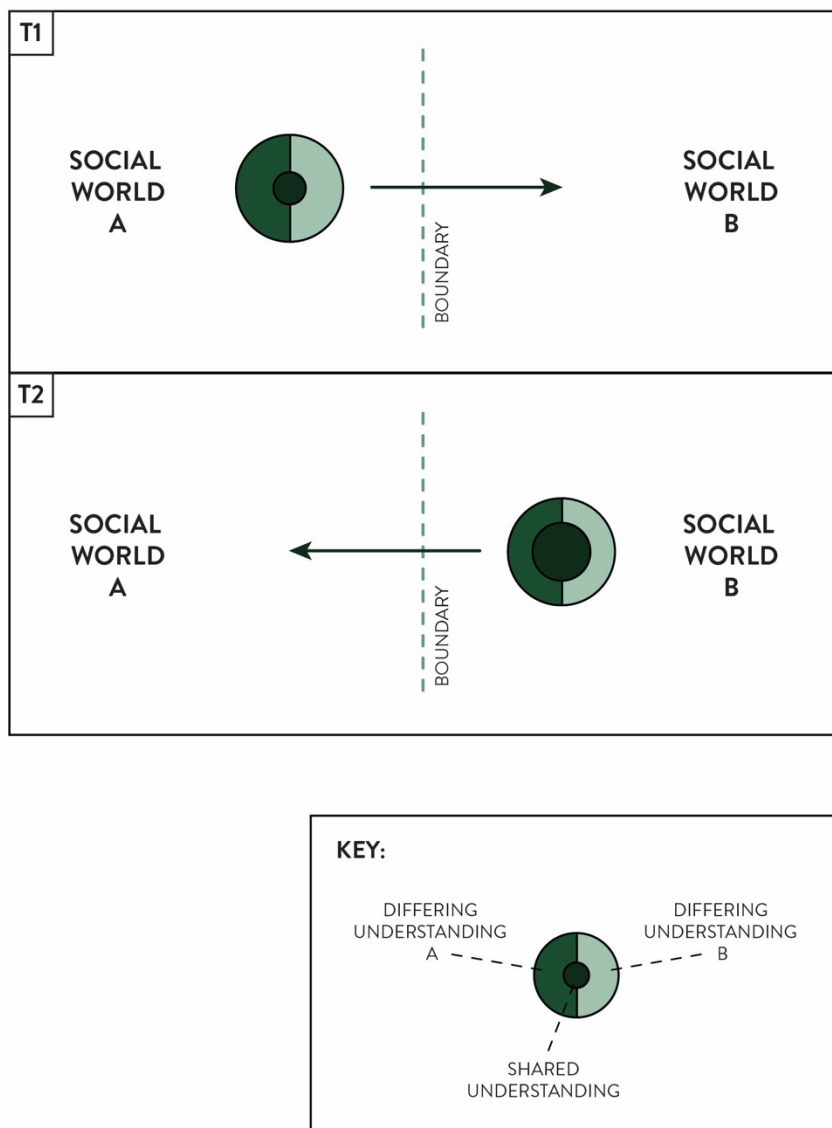 T1
SOCIAL
WORLD
A
BOUNDARY
SOCIAL
WORLD
B
T2
SOCIAL
WORLD
A
BOUNDARY
SOCIAL
WORLD
B
KEY:
DIFFERING
UNDERSTANDING
A
DIFFERING
UNDERSTANDING
B
SHARED
UNDERSTANDING